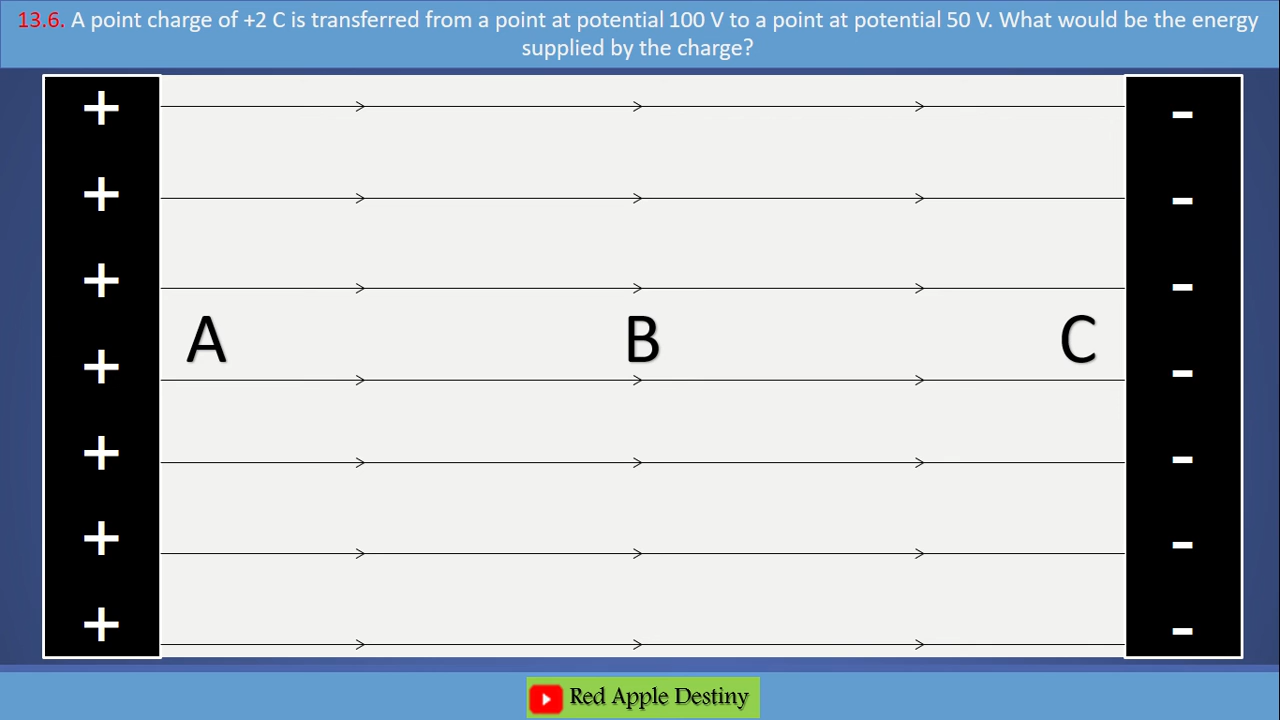 13.6. A point charge of +2 C is transferred from a point at potential 100 V to a point at potential 50 V. What would be the energy
supplied by the charge?
+ -
+ -
+ -
A B C
+ -
+ -
+ -
+ -
Red Apple Destiny